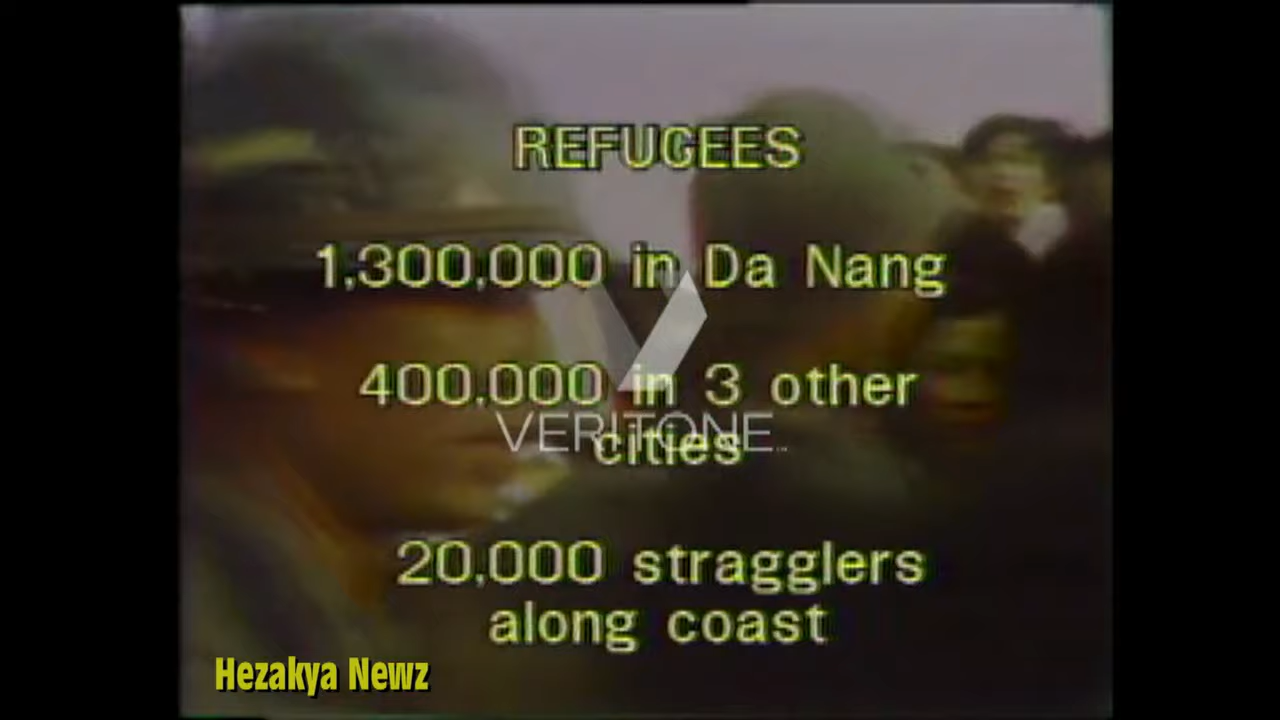 REFUGEES
1,300,000 in Da Nang
400,000 in 3 other
cities
VERITONE
20,000 stragglers
along coast
Hezakya Newz